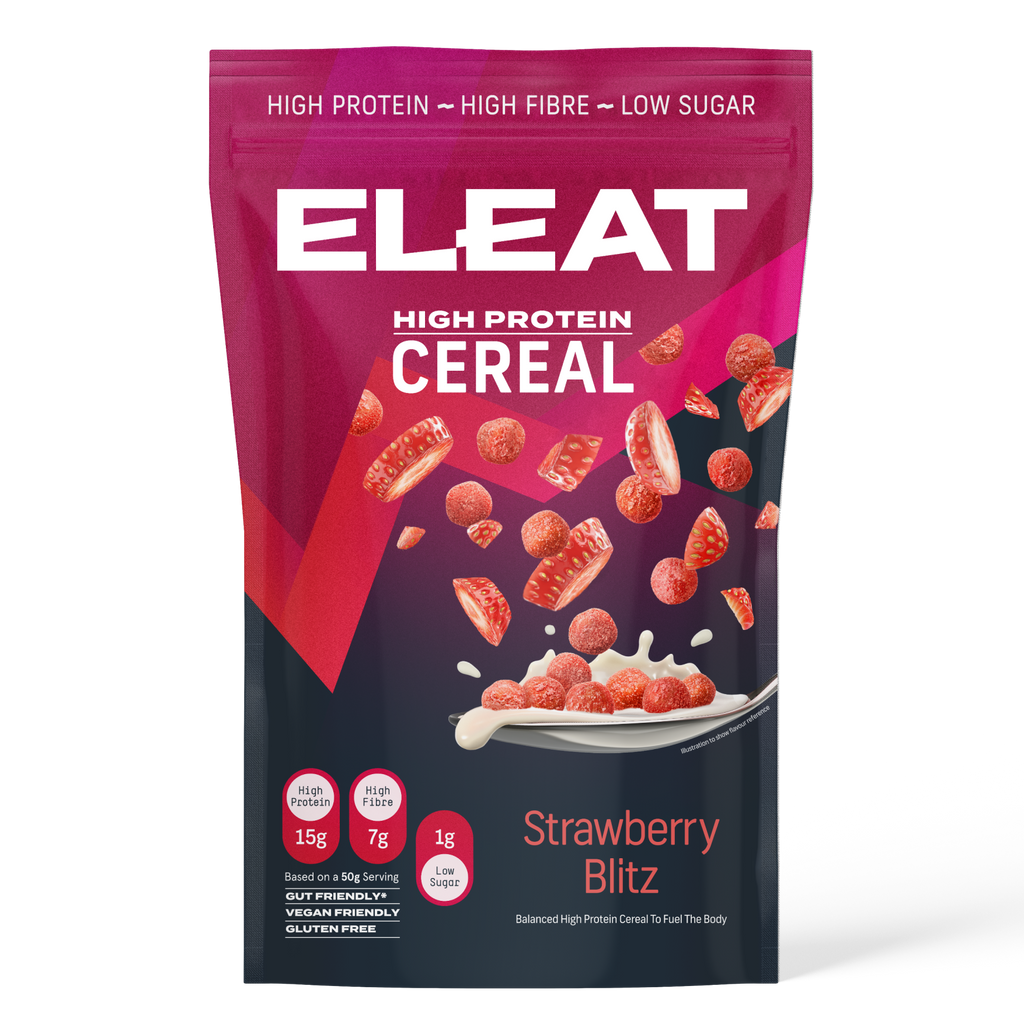 HIGH PROTEIN ~ HIGH FIBRE ~ LOW SUGAR
ELEAT
HIGH PROTEIN
CEREAL
Illustration to show flavour reference
High
Protein
15g
High
Fibre
7g
1g
Low
Sugar
Based on a 50g Serving
GUT FRIENDLY*
VEGAN FRIENDLY
GLUTEN FREE
Strawberry
Blitz
Balanced High Protein Cereal To Fuel The Body